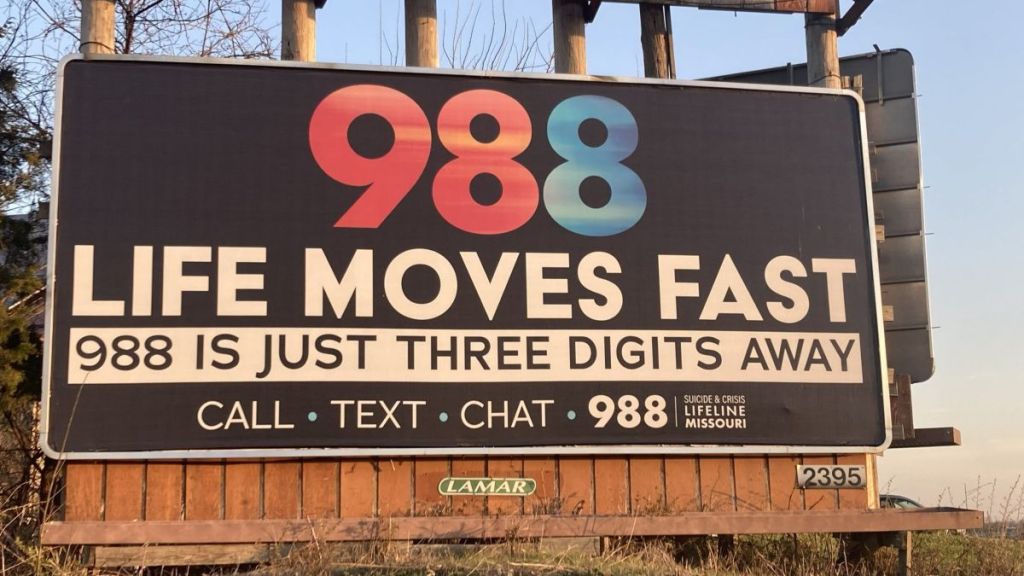 988
LIFE MOVES FAST
988 IS JUST THREE DIGITS AWAY
CALL • TEXT • CHAT • 988
SUICIDE & CRISIS
LIFELINE
MISSOURI
LAMAR
2395